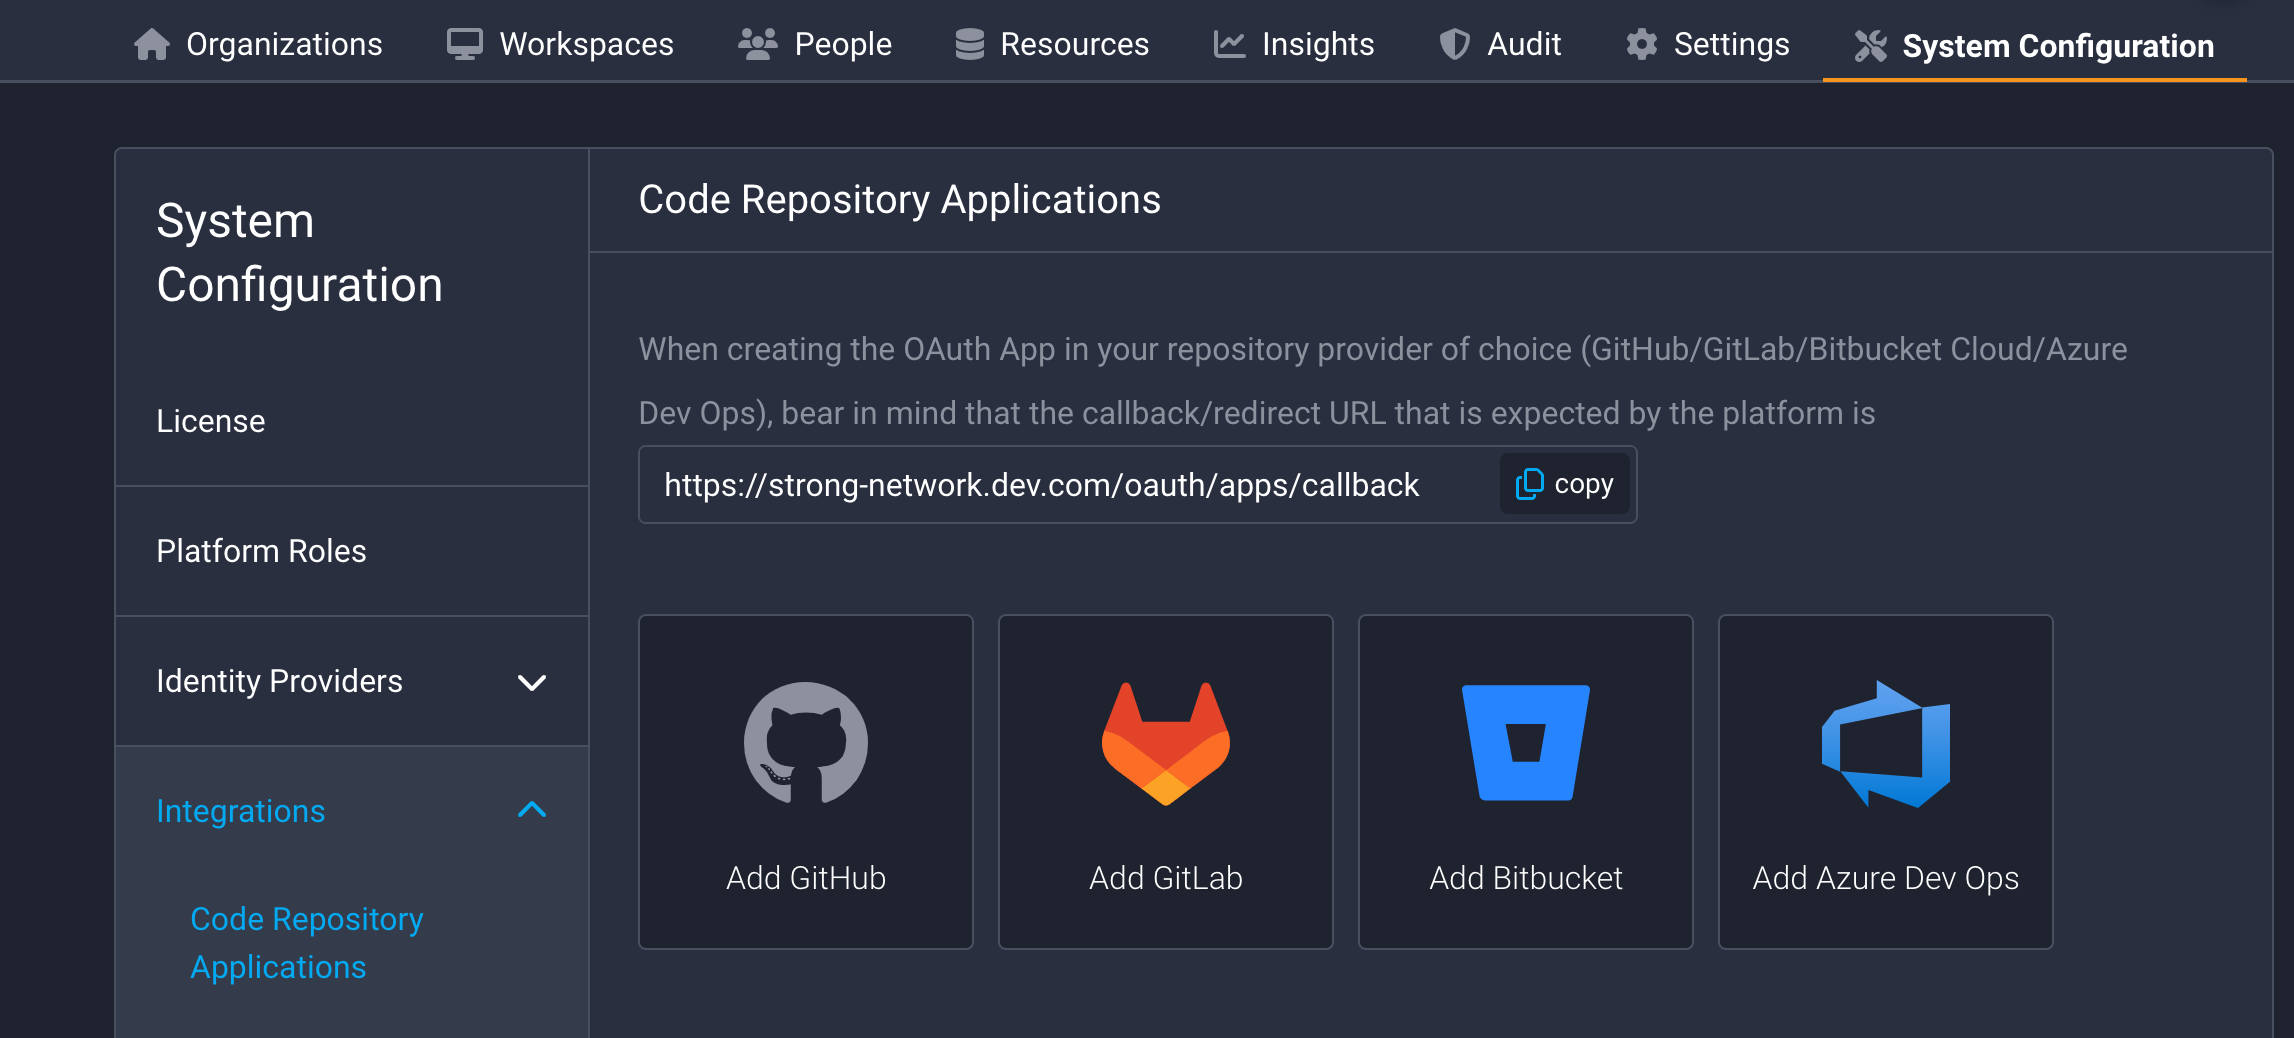 Organizations
Workspaces
People
Resources
Insights
Audit
Settings
System Configuration
System
Configuration
License
Platform Roles
Identity Providers
Integrations
Code Repository
Applications
Code Repository Applications
When creating the OAuth App in your repository provider of choice (GitHub/GitLab/Bitbucket Cloud/Azure
Dev Ops), bear in mind that the callback/redirect URL that is expected by the platform is
https://strong-network.dev.com/oauth/apps/callback
copy
Add GitHub
Add GitLab
Add Bitbucket
Add Azure Dev Ops